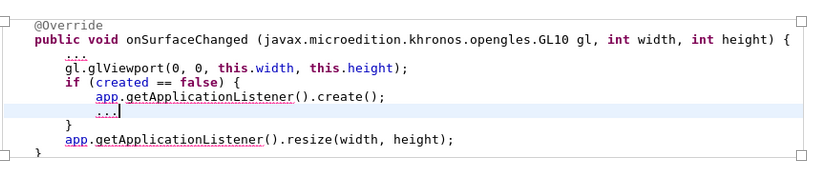 @Override
public void onSurfaceChanged (javax.microedition.khronos.opengles.GL10 gl, int width, int height) {
...
gl.glViewport(0, 0, this.width, this.height);
if (created == false) {
app.getApplicationListener().create();
...
}
app.getApplicationListener().resize(width, height);
}